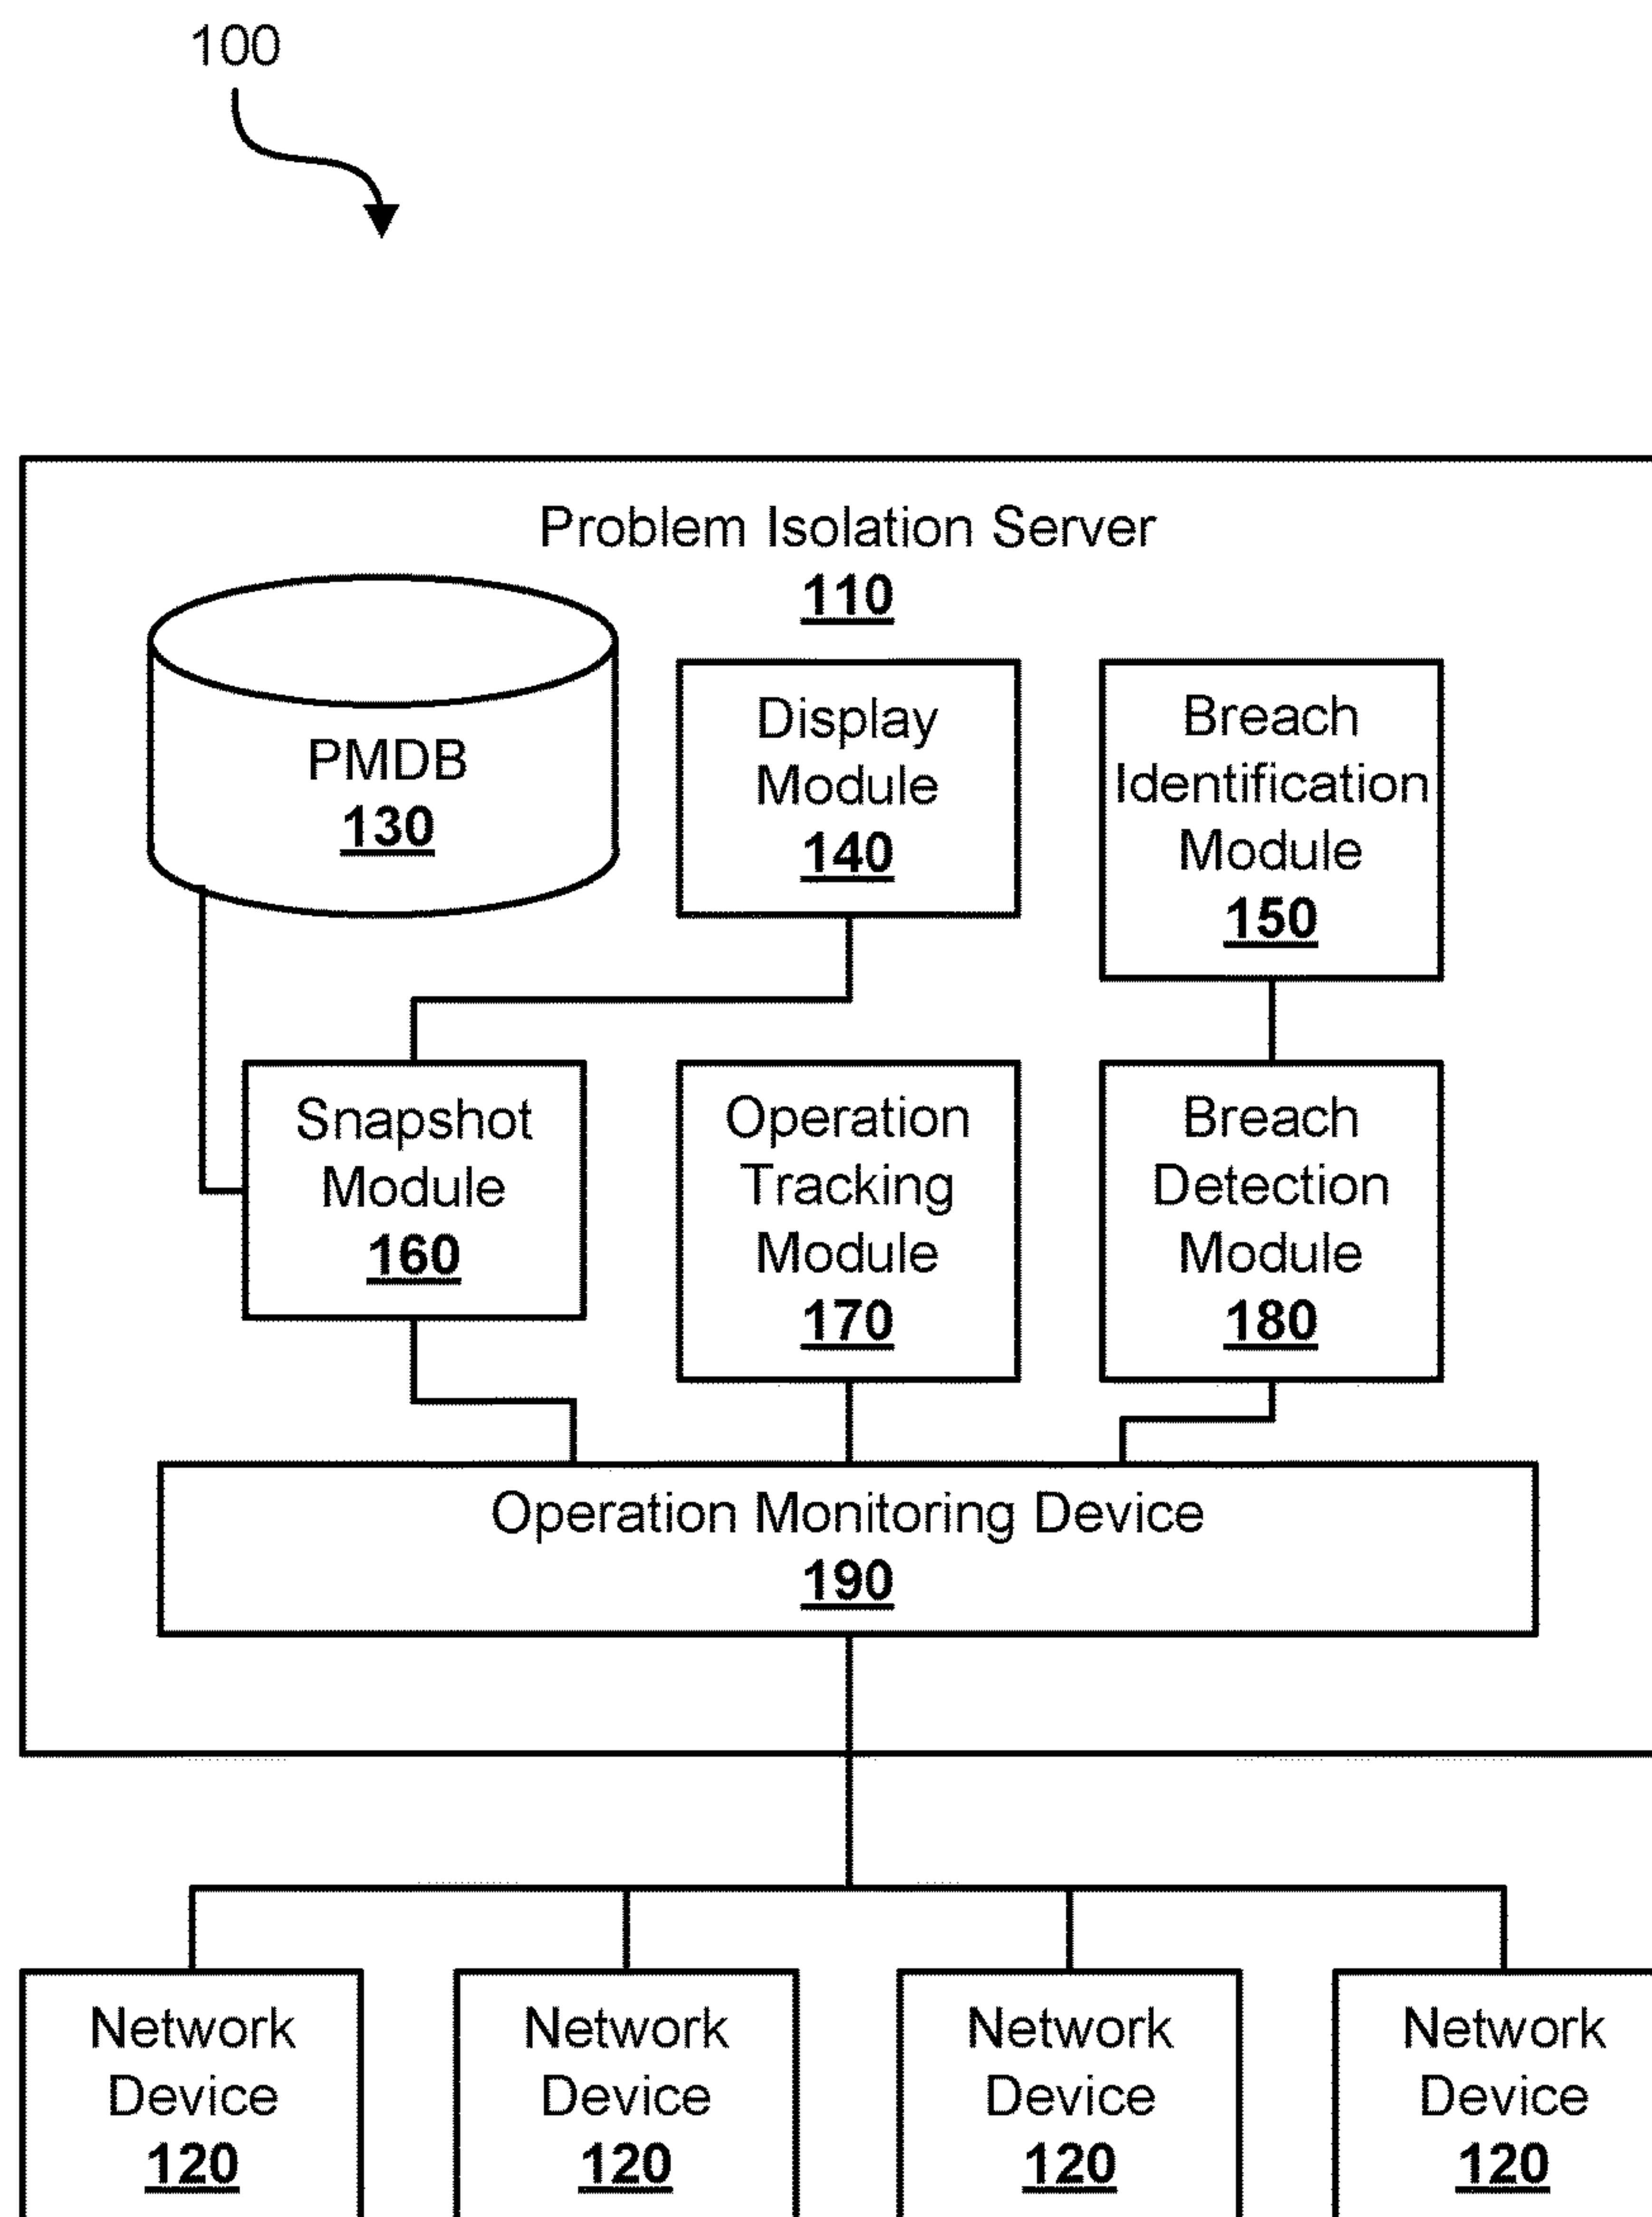 100
Problem Isolation Server
110
PMDB
130
Display
Module
140
Breach
Identification
Module
150
Snapshot
Module
160
Operation
Tracking
Module
170
Breach
Detection
Module
180
Operation Monitoring Device
190
Network
Device
120
Network
Device
120
Network
Device
120
Network
Device
120